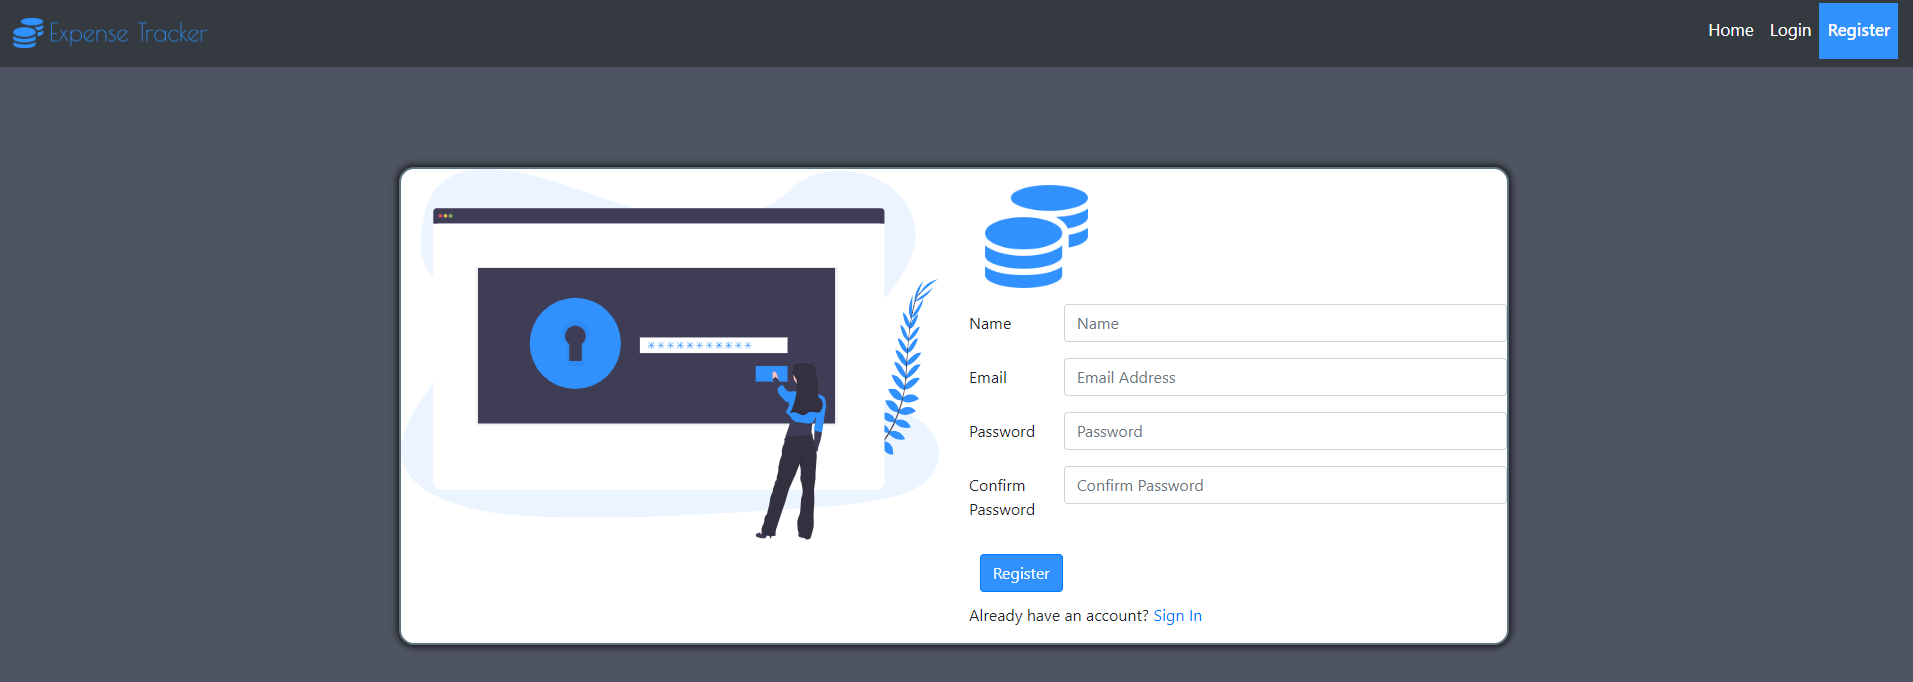 Expense Tracker
Home Login Register
***********
Name Name
Email Email Address
Password Password
Confirm Password Confirm Password
Register
Already have an account? Sign In